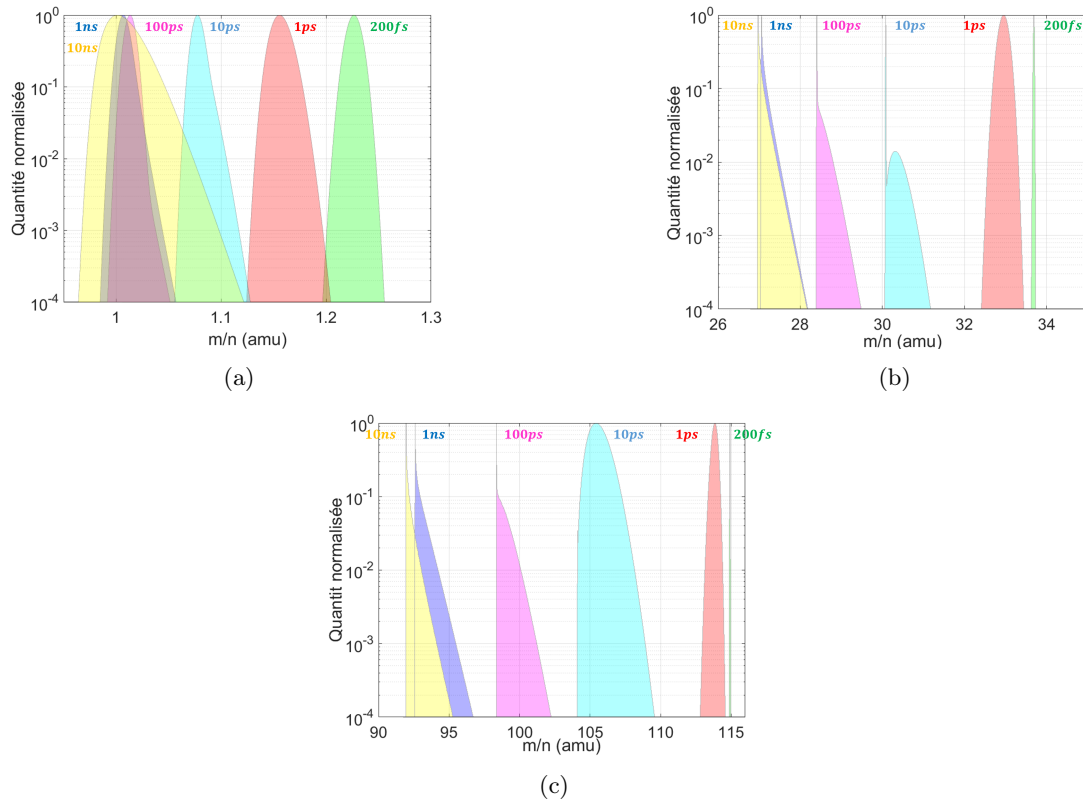 10⁰
10⁻¹
10⁻²
10⁻³
10⁻⁴
Quantité normalisée
1ns 100ps 10ps 1ps 200fs
10ns
1 1.1 1.2 1.3
m/n (amu)
(a)
10⁰
10⁻¹
10⁻²
10⁻³
10⁻⁴
Quantité normalisée
10ns 1ns 100ps 10ps 1ps 200fs
26 28 30 32 34
m/n (amu)
(b)
10⁰
10⁻¹
10⁻²
10⁻³
10⁻⁴
Quantit normalisée
10ns 1ns 100ps 10ps 1ps 200fs
90 95 100 105 110 115
m/n (amu)
(c)